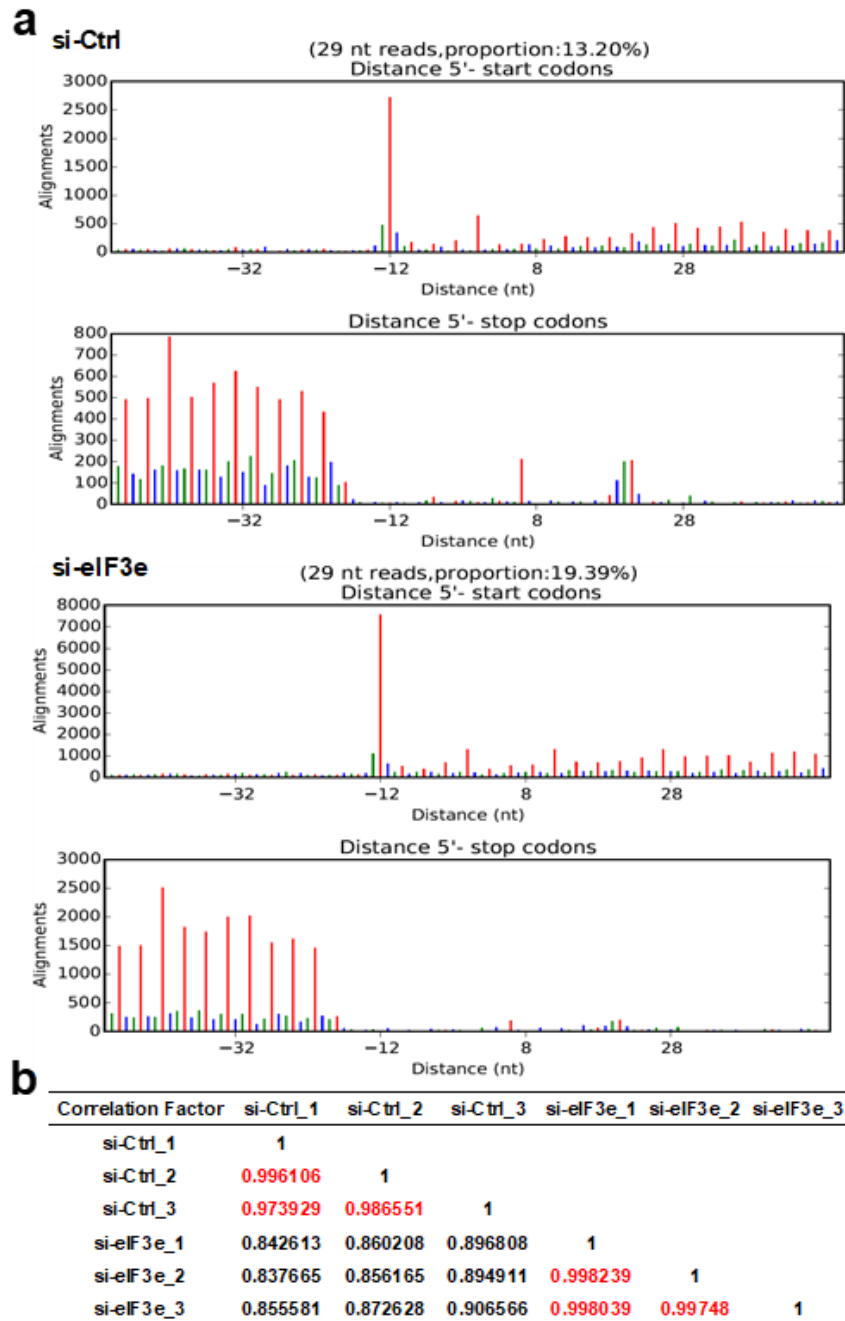 a
si-Ctrl
(29 nt reads,proportion:13.20%)
Distance 5'- start codons
3000
2500
2000
1500
1000
500
0
Alignments
−32 −12 8 28
Distance (nt)
Distance 5'- stop codons
800
700
600
500
400
300
200
100
0
Alignments
−32 −12 8 28
Distance (nt)
si-eIF3e
(29 nt reads,proportion:19.39%)
Distance 5'- start codons
8000
7000
6000
5000
4000
3000
2000
1000
0
Alignments
−32 −12 8 28
Distance (nt)
Distance 5'- stop codons
3000
2500
2000
1500
1000
500
0
Alignments
−32 −12 8 28
Distance (nt)
b
Correlation Factor si-Ctrl_1 si-Ctrl_2 si-Ctrl_3 si-eIF3e_1 si-eIF3e_2 si-eIF3e_3
si-Ctrl_1 1
si-Ctrl_2 0.996106 1
si-Ctrl_3 0.973929 0.986551 1
si-eIF3e_1 0.842613 0.860208 0.896808 1
si-eIF3e_2 0.837665 0.856165 0.894911 0.998239 1
si-eIF3e_3 0.855581 0.872628 0.906566 0.998039 0.99748 1